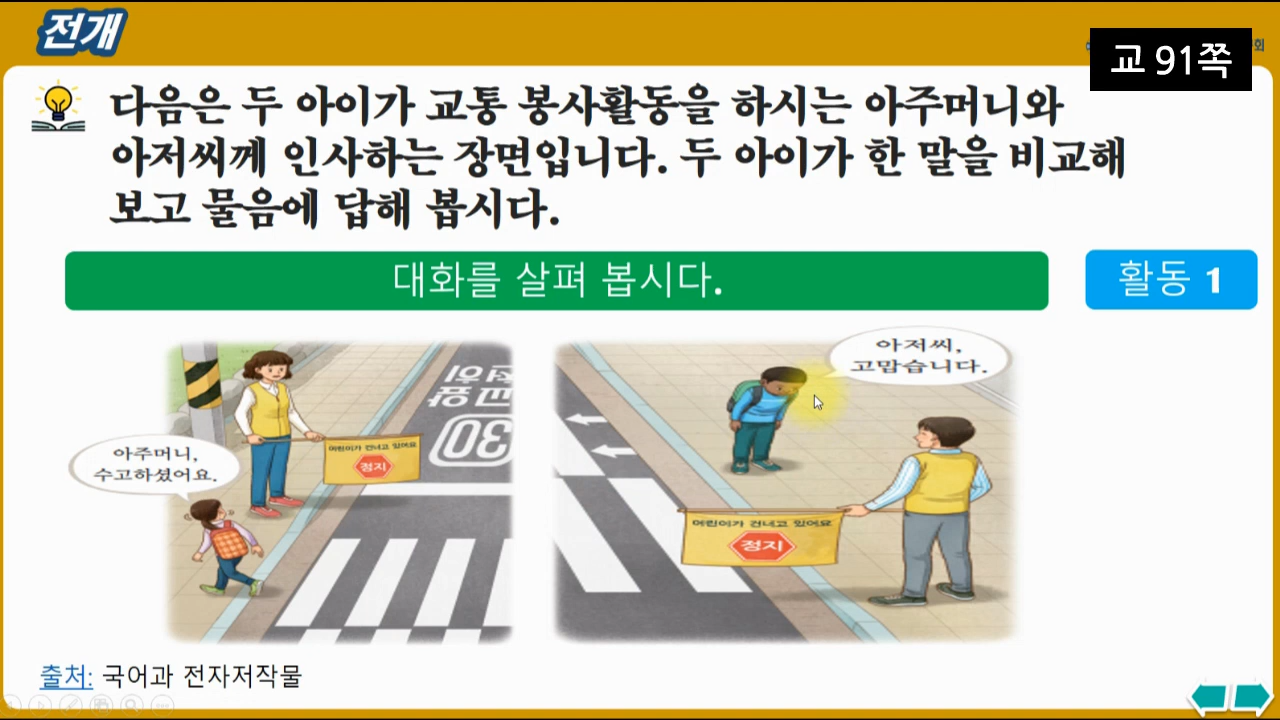 전개
교 91쪽
다음은 두 아이가 교통 봉사활동을 하시는 아주머니와
아저씨께 인사하는 장면입니다. 두 아이가 한 말을 비교해
보고 물음에 답해 봅시다.
대화를 살펴 봅시다.
활동 1
아주머니,
수고하셨어요.
어린이가 건너고 있어요
정지
30
아저씨,
고맙습니다.
어린이가 건너고 있어요
정지
출처: 국어과 전자저작물